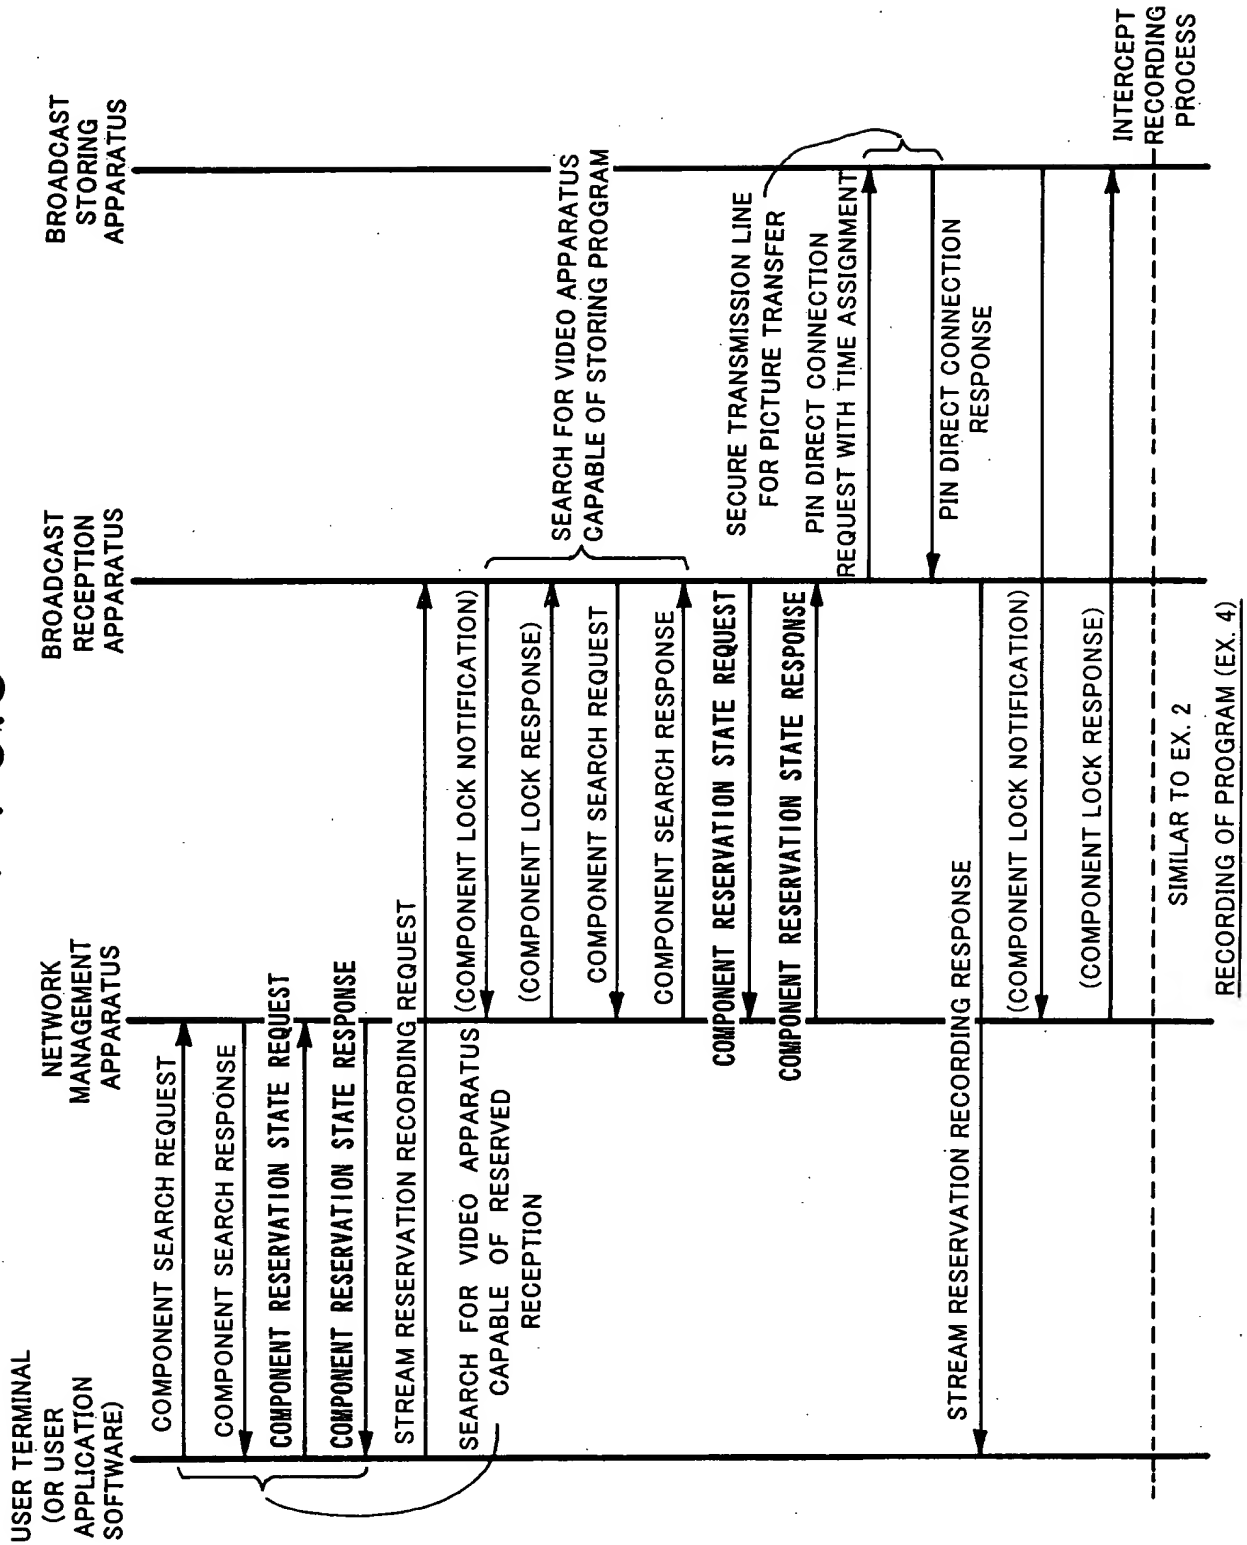 USER TERMINAL
(OR USER
APPLICATION
SOFTWARE)
NETWORK
MANAGEMENT
APPARATUS
BROADCAST
RECEPTION
APPARATUS
BROADCAST
STORING
APPARATUS
COMPONENT SEARCH REQUEST
COMPONENT SEARCH RESPONSE
COMPONENT RESERVATION STATE REQUEST
COMPONENT RESERVATION STATE RESPONSE
STREAM RESERVATION RECORDING REQUEST
SEARCH FOR VIDEO APPARATUS
CAPABLE OF RESERVED
RECEPTION
(COMPONENT LOCK NOTIFICATION)
(COMPONENT LOCK RESPONSE)
COMPONENT SEARCH REQUEST
COMPONENT SEARCH RESPONSE
SEARCH FOR VIDEO APPARATUS
CAPABLE OF STORING PROGRAM
COMPONENT RESERVATION STATE REQUEST
COMPONENT RESERVATION STATE RESPONSE
SECURE TRANSMISSION LINE
FOR PICTURE TRANSFER
PIN DIRECT CONNECTION
REQUEST WITH TIME ASSIGNMENT
PIN DIRECT CONNECTION
RESPONSE
STREAM RESERVATION RECORDING RESPONSE
(COMPONENT LOCK NOTIFICATION)
(COMPONENT LOCK RESPONSE)
INTERCEPT
RECORDING
PROCESS
SIMILAR TO EX. 2
RECORDING OF PROGRAM (EX. 4)